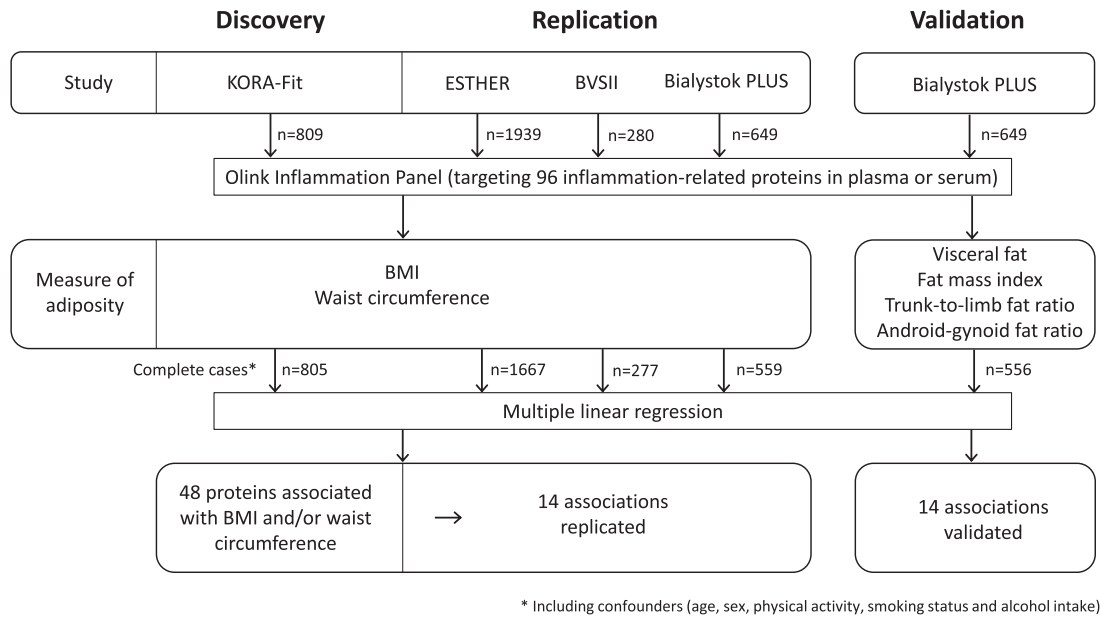 Discovery
Replication
Validation
Study
KORA-Fit
ESTHER
BVSII
Bialystok PLUS
Bialystok PLUS
n=809
n=1939
n=280
n=649
n=649
Olink Inflammation Panel (targeting 96 inflammation-related proteins in plasma or serum)
Measure of
adiposity
BMI
Waist circumference
Visceral fat
Fat mass index
Trunk-to-limb fat ratio
Android-gynoid fat ratio
Complete cases*
n=805
n=1667
n=277
n=559
n=556
Multiple linear regression
48 proteins associated
with BMI and/or waist
circumference
→
14 associations
replicated
14 associations
validated
* Including confounders (age, sex, physical activity, smoking status and alcohol intake)